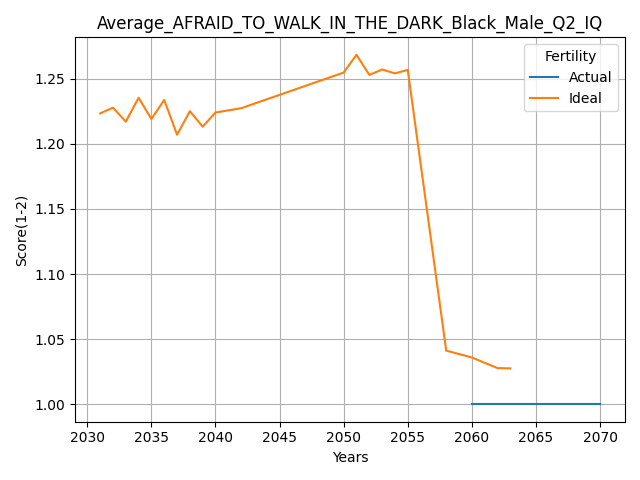 Average_AFRAID_TO_WALK_IN_THE_DARK_Black_Male_Q2_IQ
Fertility
Actual
Ideal
Score(1-2)
1.25
1.20
1.15
1.10
1.05
1.00
2030 2035 2040 2045 2050 2055 2060 2065 2070
Years